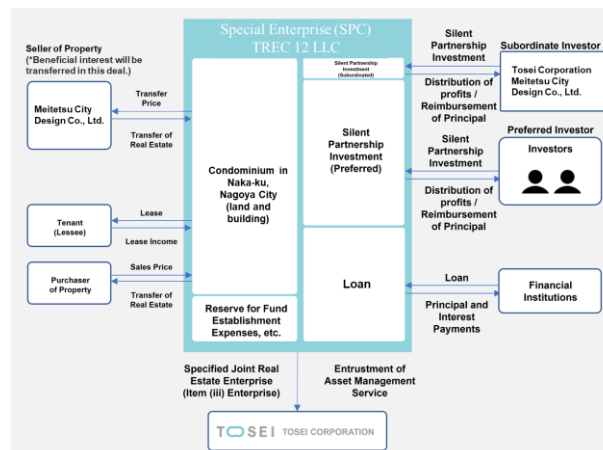 Special Enterprise (SPC)
TREC 12 LLC
Seller of Property
(*Beneficial interest will be
transferred in this deal.)
Meitetsu City
Design Co., Ltd.
Transfer
Price
Transfer of
Real Estate
Tenant
(Lessee)
Lease
Lease Income
Purchaser
of Property
Sales Price
Transfer of
Real Estate
Condominium in
Naka-ku,
Nagoya City
(land and
building)
Reserve for Fund
Establishment
Expenses, etc.
Silent Partnership
Investment
(Subordinated)
Silent
Partnership
Investment
(Preferred)
Loan
Silent
Partnership
Investment
Distribution of
profits /
Reimbursement
of Principal
Subordinate Investor
Tosei Corporation
Meitetsu City
Design Co., Ltd.
Silent
Partnership
Investment
Distribution of
profits /
Reimbursement
of Principal
Preferred Investor
Investors
Loan
Principal and
Interest
Payments
Financial
Institutions
Specified Joint Real
Estate Enterprise
(Item (iii) Enterprise)
Entrustment of
Asset Management
Service
TOSEI TOSEI CORPORATION